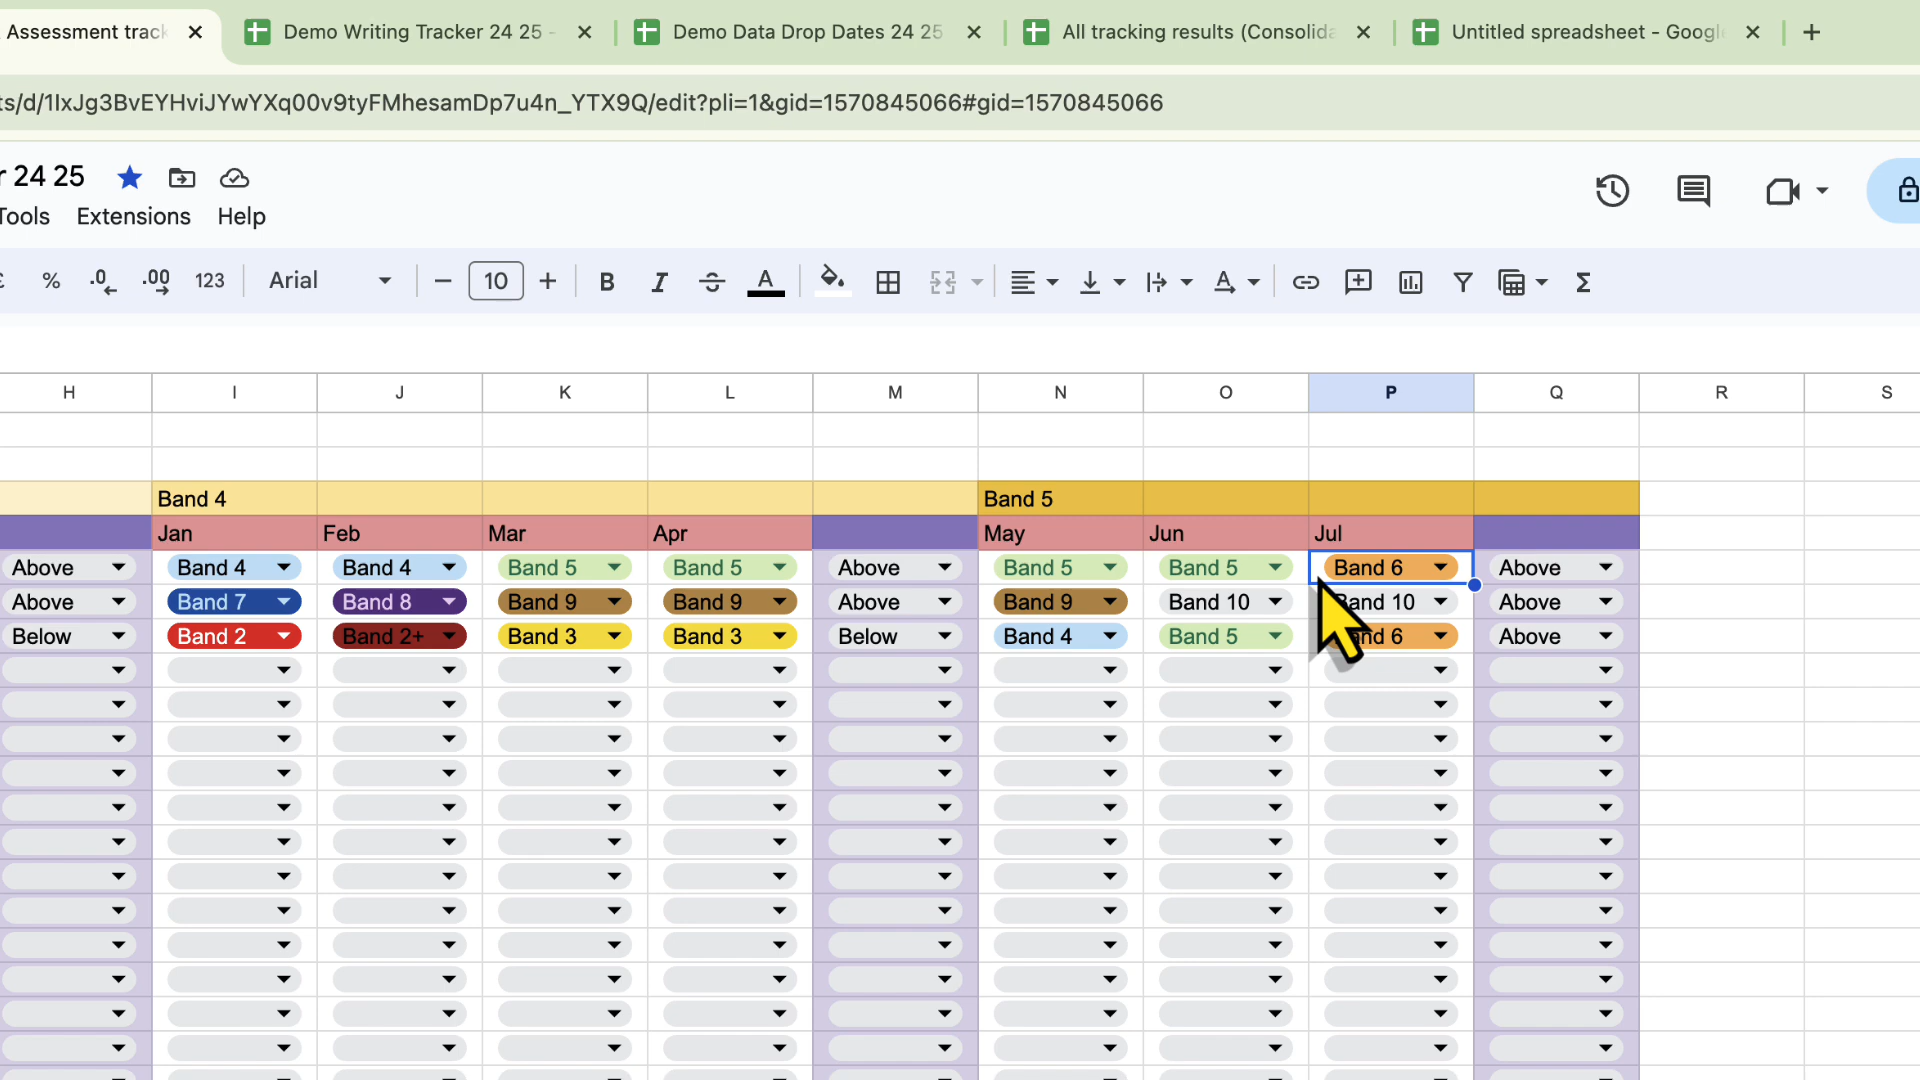 Assessment trac
Demo Writing Tracker 24 25 -
Demo Data Drop Dates 24 25
All tracking results (Consolida
Untitled spreadsheet - Googl
ts/d/1IxJg3BvEYHviJYwYXq00v9tyFMhesamDp7u4n_YTX9Q/edit?pli=1&gid=1570845066#gid=1570845066
r 24 25
Tools Extensions Help
£ % .0 .00 123 Arial 10 B I S A Σ
H I J K L M N O P Q R S
Band 4 Band 5
Jan Feb Mar Apr May Jun Jul
Above Band 4 Band 4 Band 5 Band 5 Above Band 5 Band 5 Band 6 Above
Above Band 7 Band 8 Band 9 Band 9 Above Band 9 Band 10 Band 10 Above
Below Band 2 Band 2+ Band 3 Band 3 Below Band 4 Band 5 Band 6 Above